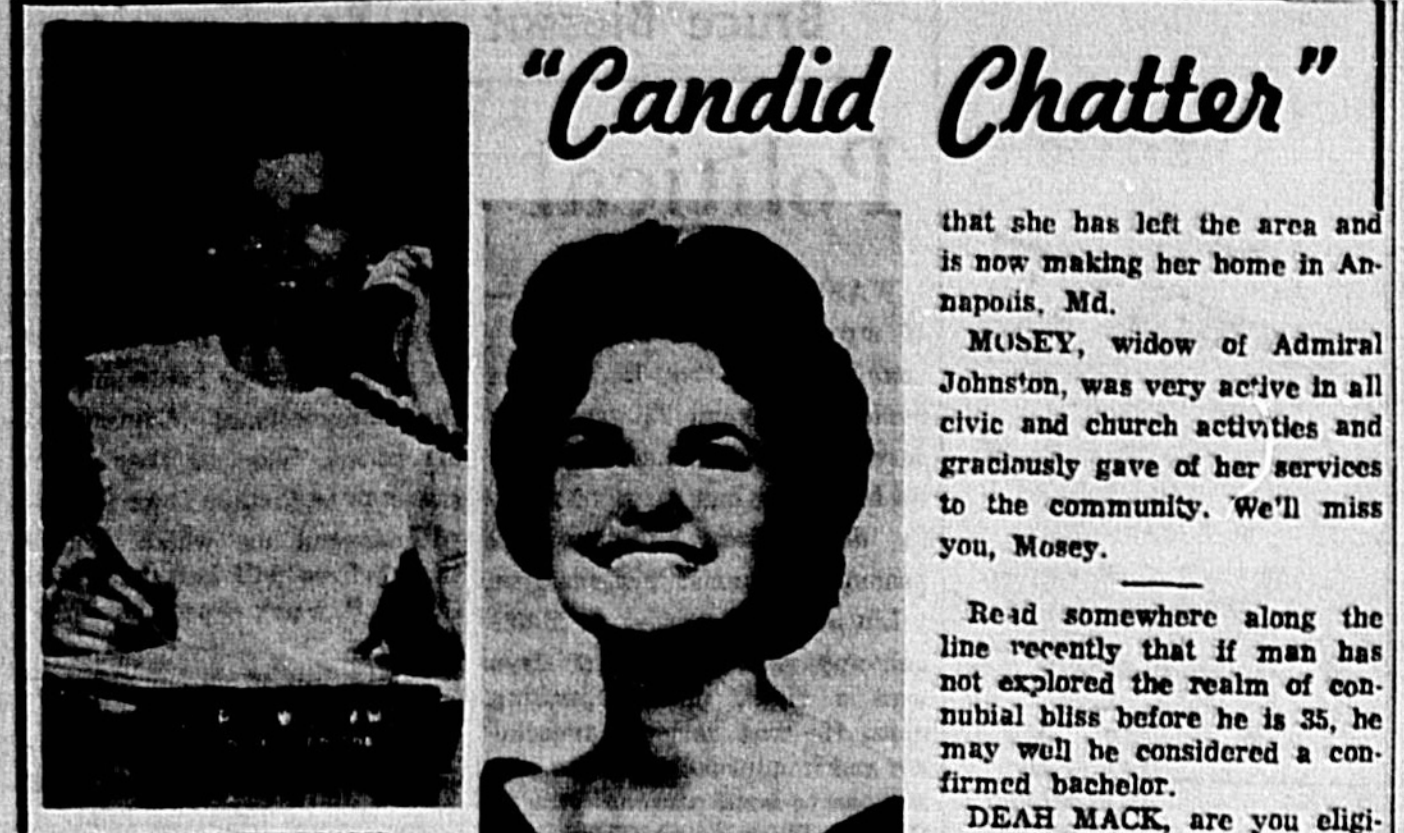 "Candid Chatter"
that she has left the area and
is now making her home in An-
napolis, Md.
MOSEY, widow of Admiral
Johnston, was very active in all
civic and church activities and
graciously gave of her services
to the community. We'll miss
you, Mosey.
Read somewhere along the
line recently that if man has
not explored the realm of con-
nubial bliss before he is 35, he
may well be considered a con-
firmed bachelor.
DEAH MACK, are you eligi-